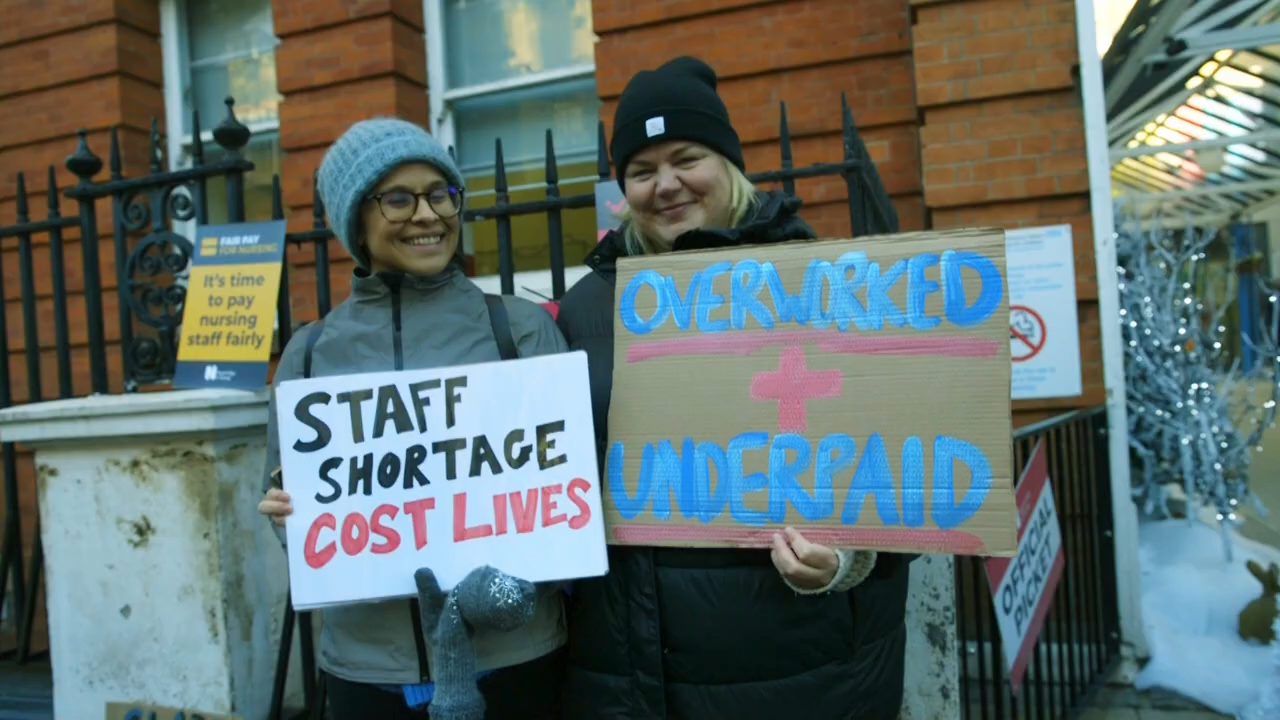 FAIR PAY
FOR NURSING
It's time
to pay
nursing
staff fairly
STAFF
SHORTAGE
COST LIVES
OVERWORKED
+
UNDERPAID
OFFICIAL
PICKET